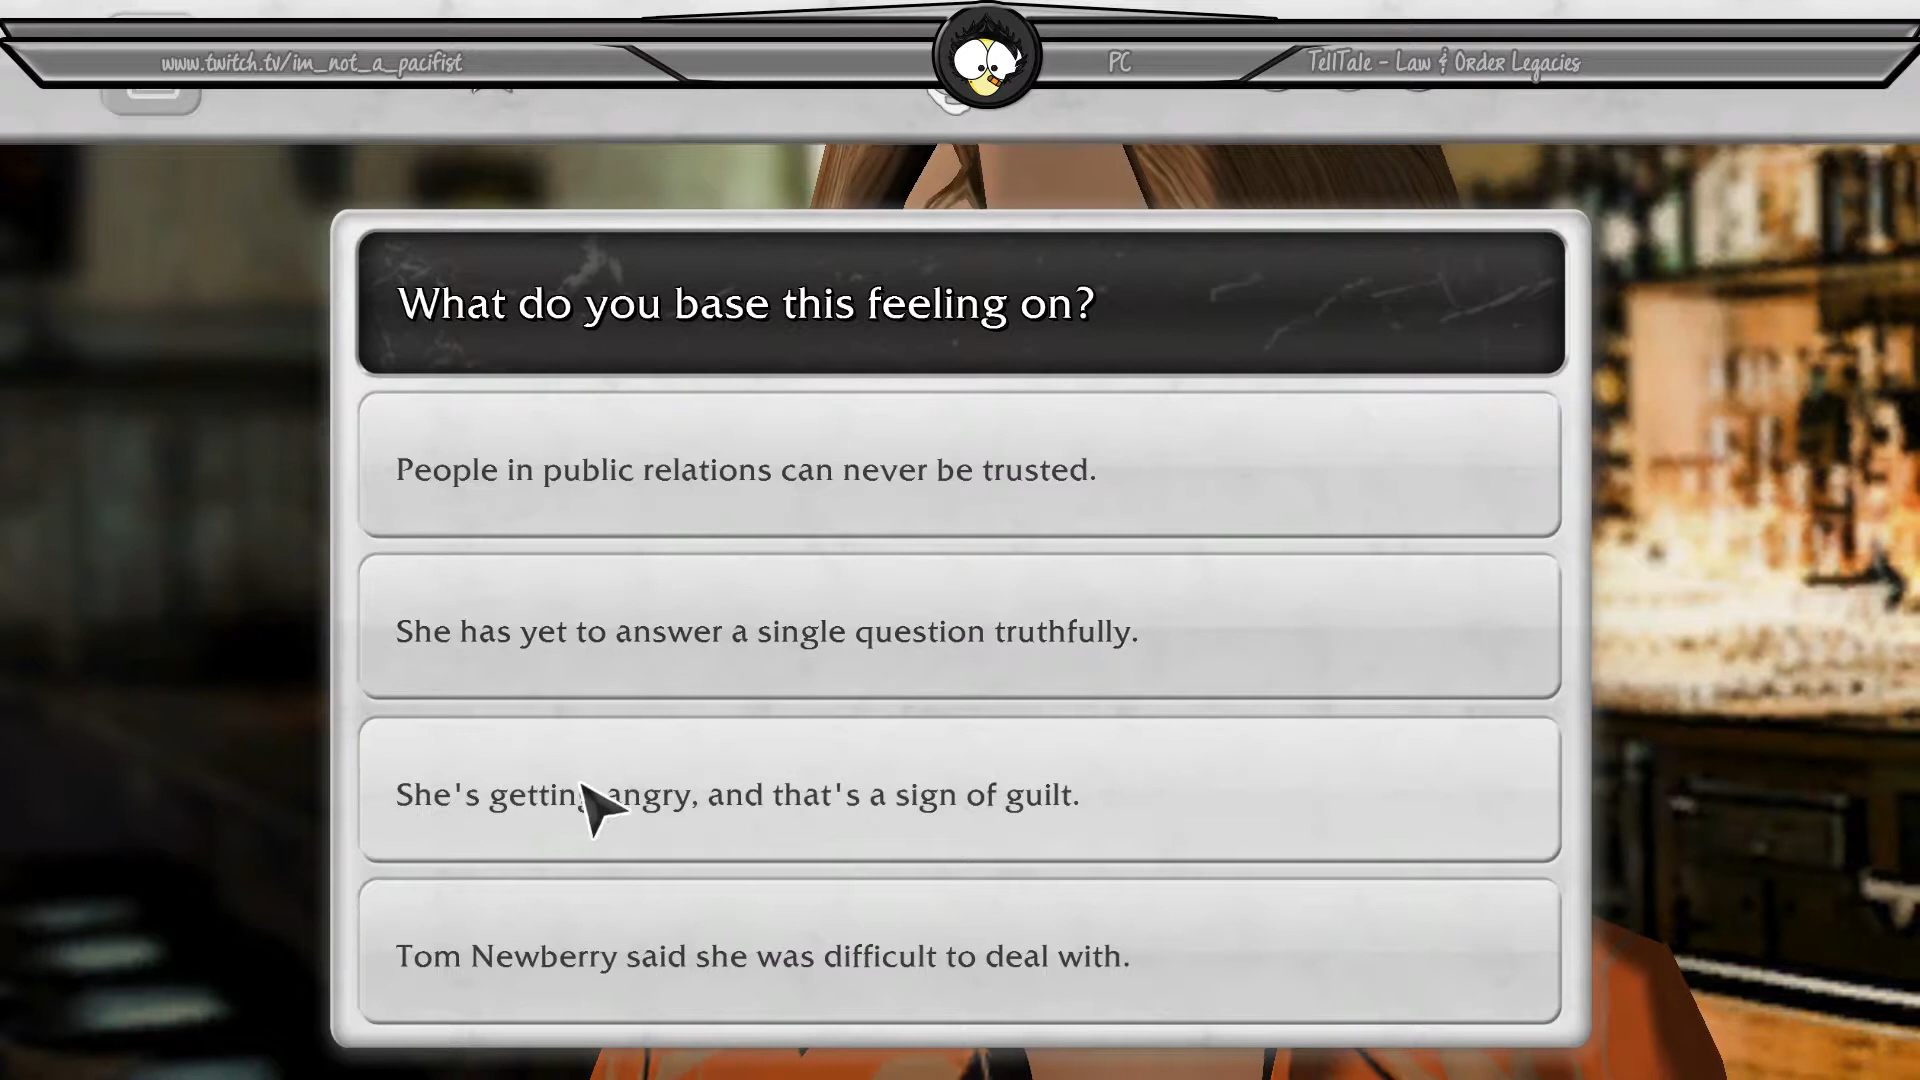 www.twitch.tv/im_not_a_pacifist
PC
TellTale - Law & Order Legacies
What do you base this feeling on?
People in public relations can never be trusted.
She has yet to answer a single question truthfully.
She's getting angry, and that's a sign of guilt.
Tom Newberry said she was difficult to deal with.